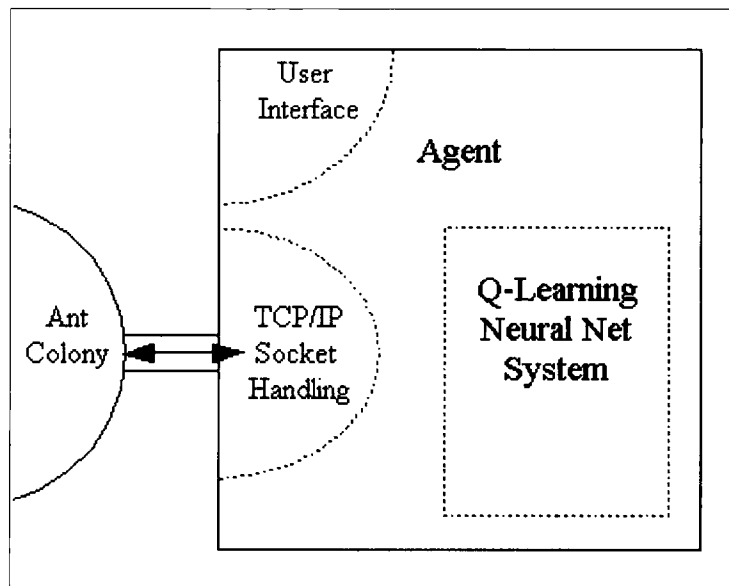 User
Interface
Agent
Ant
Colony
TCP/IP
Socket
Handling
Q-Learning
Neural Net
System